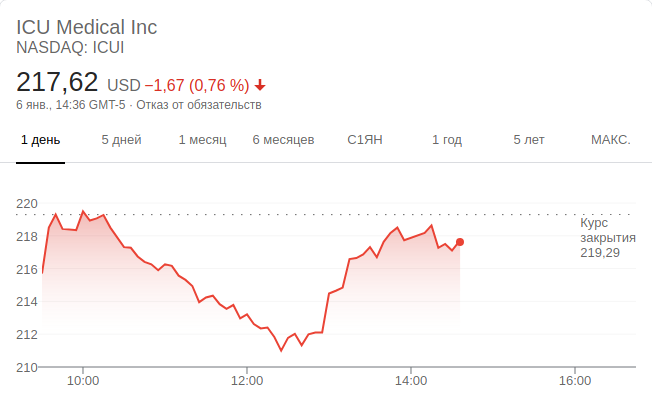 ICU Medical Inc
NASDAQ: ICUI
217,62 USD −1,67 (0,76 %)
6 янв., 14:36 GMT-5 · Отказ от обязательств
1 день 5 дней 1 месяц 6 месяцев С1ЯН 1 год 5 лет МАКС.
220
218
216
214
212
210
Курс
закрытия
219,29
10:00 12:00 14:00 16:00